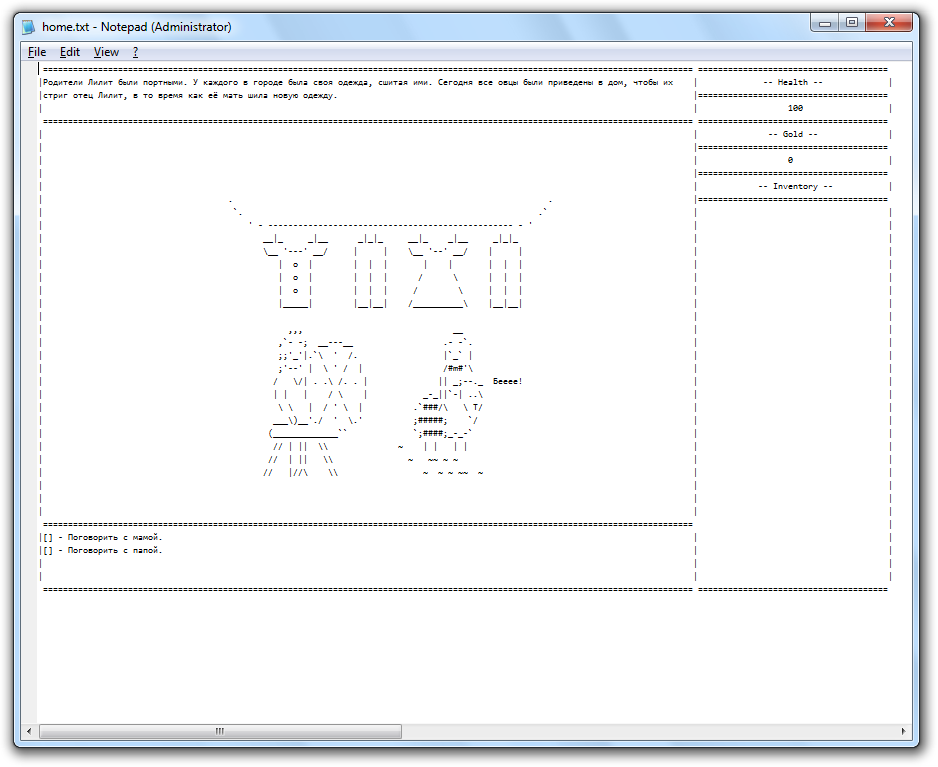 home.txt - Notepad (Administrator)
File Edit View ?
Родители Лилит были портными. У каждого в городе была своя одежда, сшитая ими. Сегодня все овцы были приведены в дом, чтобы их
стриг отец Лилит, в то время как её мать шила новую одежду.
-- Health --
100
-- Gold --
0
-- Inventory --
Бееее!
[] - Поговорить с мамой.
[] - Поговорить с папой.